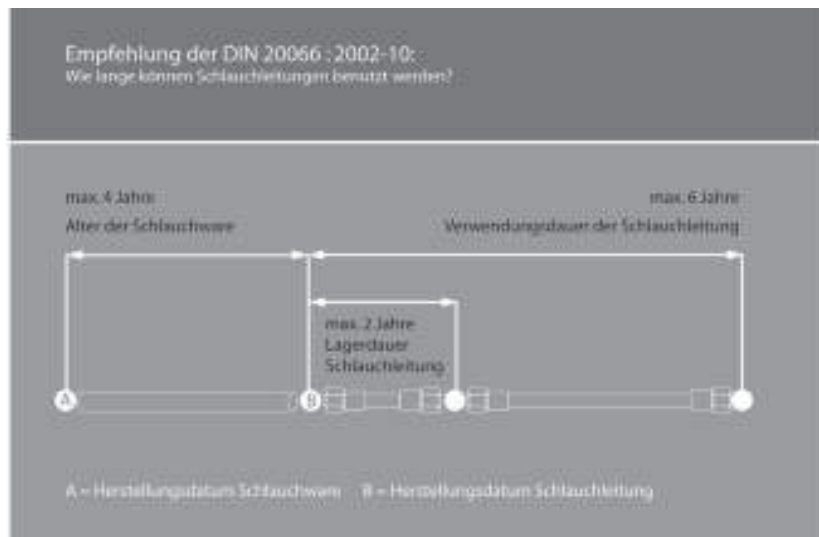 Empfehlung der DIN 20066 : 2002-10:
Wie lange können Schlauchleitungen benutzt werden?
max. 4 Jahre
Alter der Schlauchware
max. 6 Jahre
Verwendungsdauer der Schlauchleitung
max. 2 Jahre
Lagerdauer
Schlauchleitung
A
B
A = Herstellungsdatum Schlauchware B = Herstellungsdatum Schlauchleitung